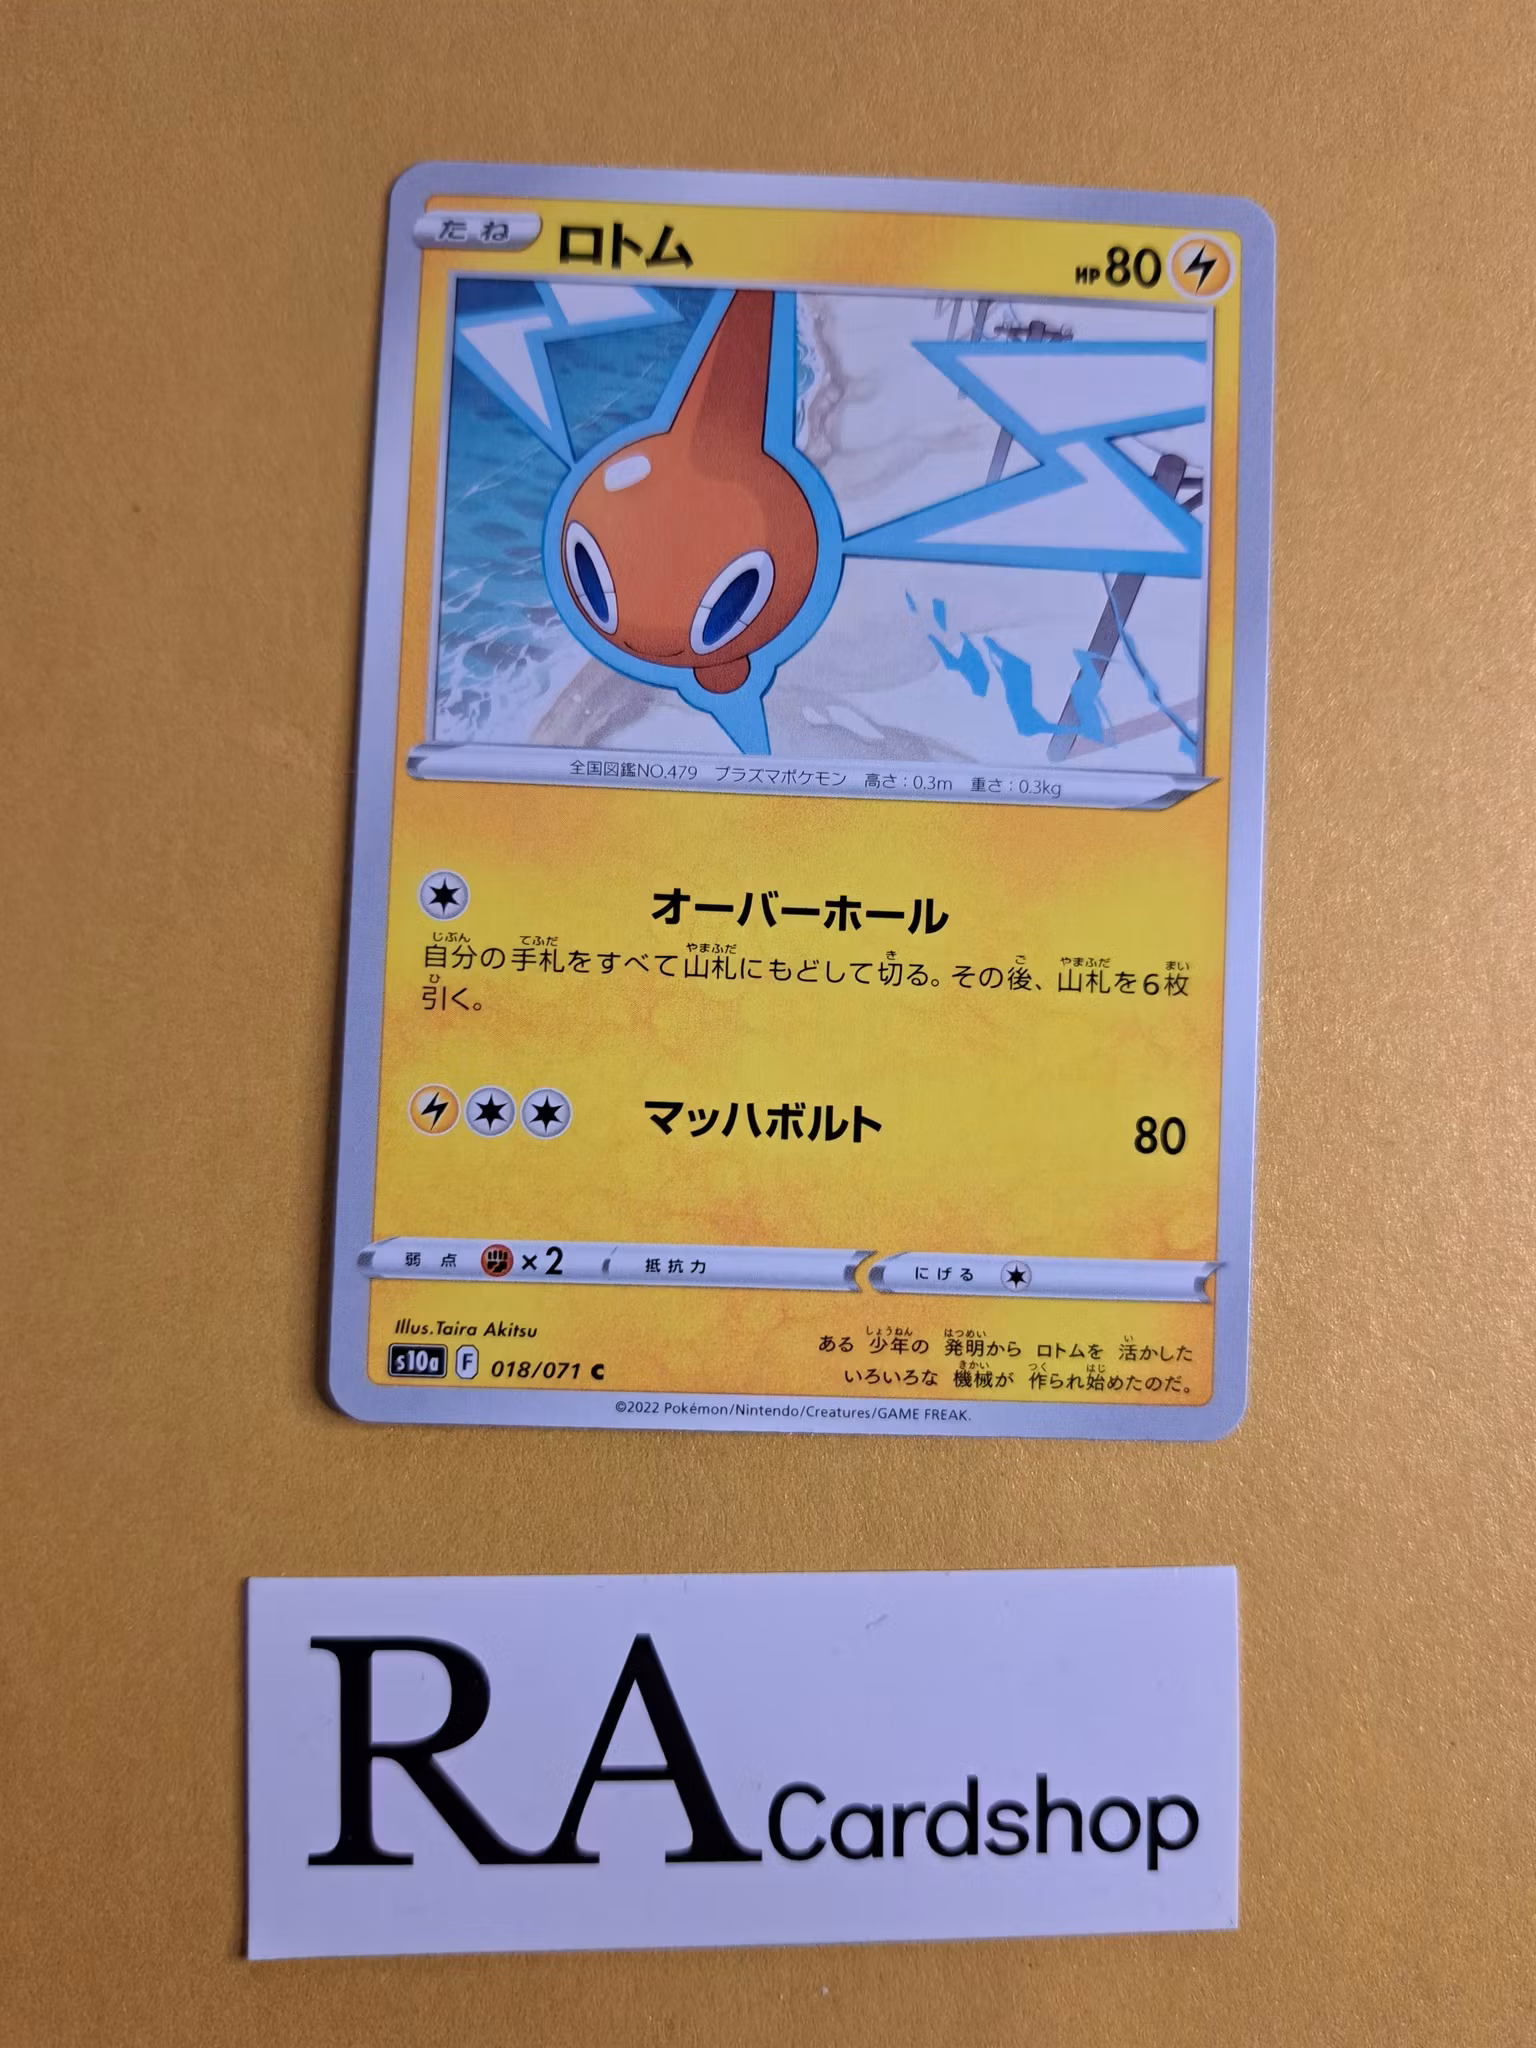 たね ロトム HP80
全国図鑑NO.479 プラズマポケモン 高さ：0.3m 重さ：0.3kg
オーバーホール
自分の手札をすべて山札にもどして切る。その後、山札を6枚
引く。
マッハボルト 80
弱点 ×2 抵抗力 にげる
Illus.Taira Akitsu
s10a F 018/071 C
ある 少年の 発明から ロトムを 活かした
いろいろな 機械が 作られ始めたのだ。
©2022 Pokémon/Nintendo/Creatures/GAME FREAK.
RA Cardshop